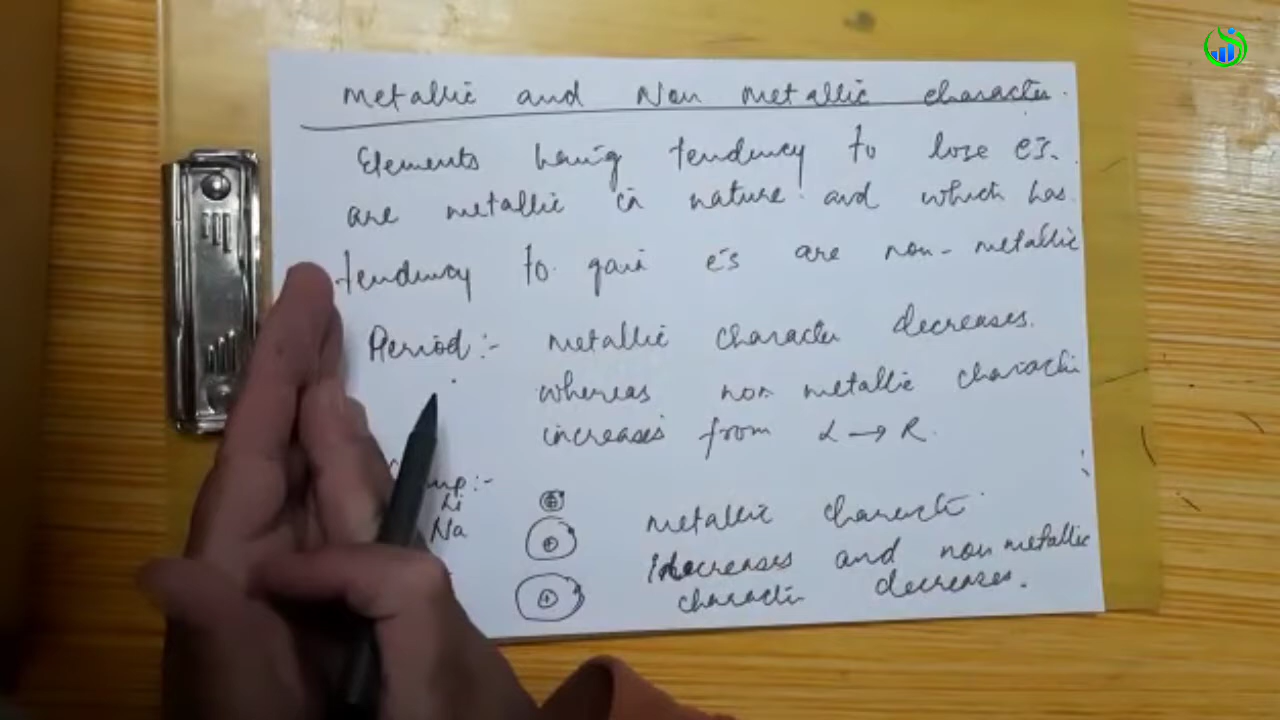 Metallic and Non metallic character.
Elements having tendency to lose e's.
are metallic in nature and which has
tendency to gain e's are non-metallic
Period :- metallic character decreases.
whereas non metallic character
increases from L → R.
:-
Li
Na
metallic character
increases and non metallic
character decreases.